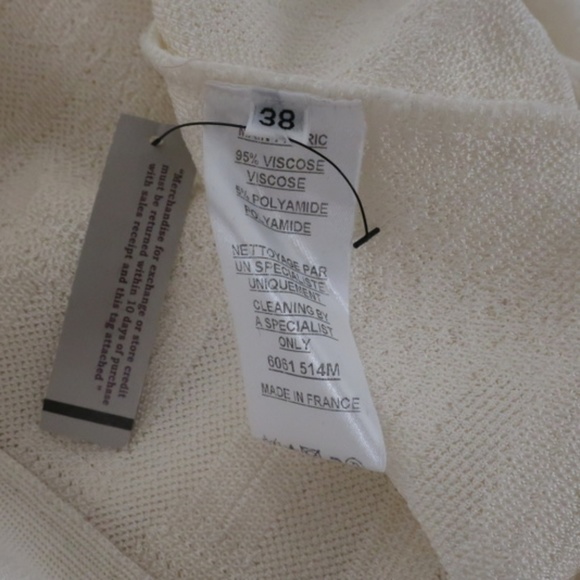 38
95% VISCOSE
VISCOSE
5% POLYAMIDE
POLYAMIDE
NETTOYAGE PAR
UN SPECIALISTE
UNIQUEMENT
CLEANING BY
A SPECIALIST
ONLY
6061 514M
MADE IN FRANCE
"Merchandise for exchange or store credit
must be returned within 10 days of purchase
with sales receipt and this tag attached"